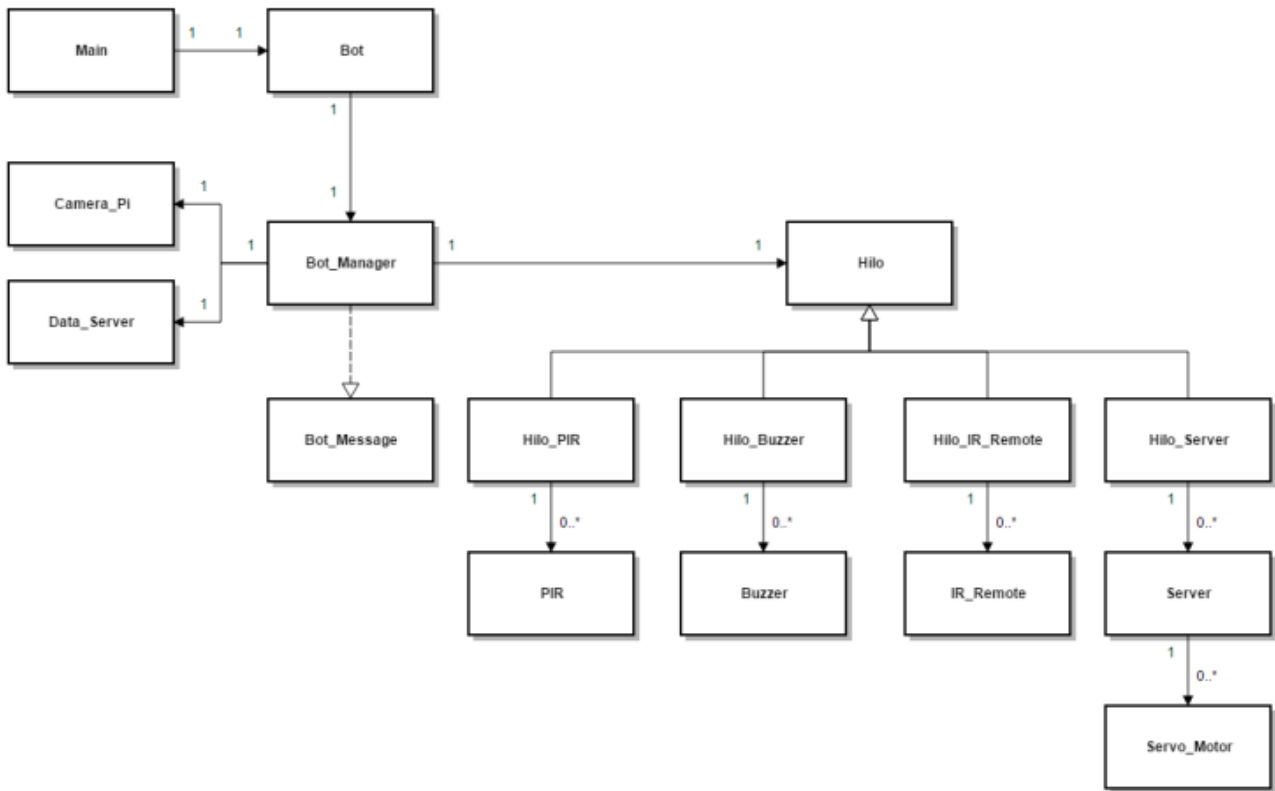 Main
1
1
Bot
1
1
Camera_Pi
1
Bot_Manager
1
1
1
Hilo
Data_Server
1
Bot_Message
Hilo_PIR
Hilo_Buzzer
Hilo_IR_Remote
Hilo_Server
1
0..*
1
0..*
1
0..*
1
0..*
PIR
Buzzer
IR_Remote
Server
1
0..*
Servo_Motor